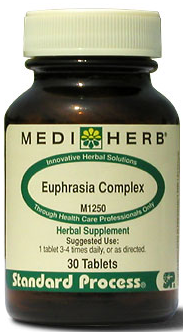 MEDI HERB®
Innovative Herbal Solutions
Euphrasia Complex
M1250
Through Health Care Professionals Only
Herbal Supplement
Suggested Use:
1 tablet 3-4 times daily, or as directed.
30 Tablets
Standard Process®